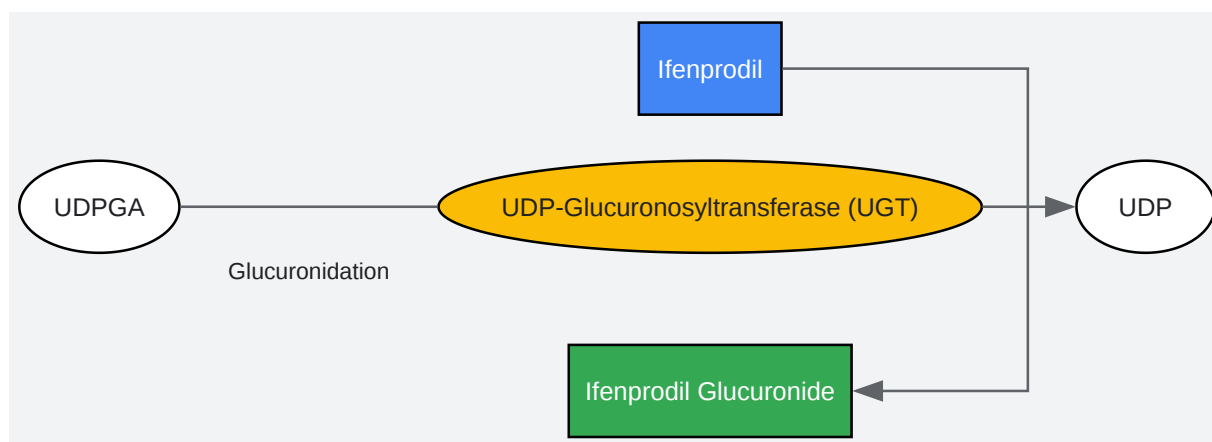 Ifenprodil
UDPGA
UDP-Glucuronosyltransferase (UGT)
UDP
Glucuronidation
Ifenprodil Glucuronide